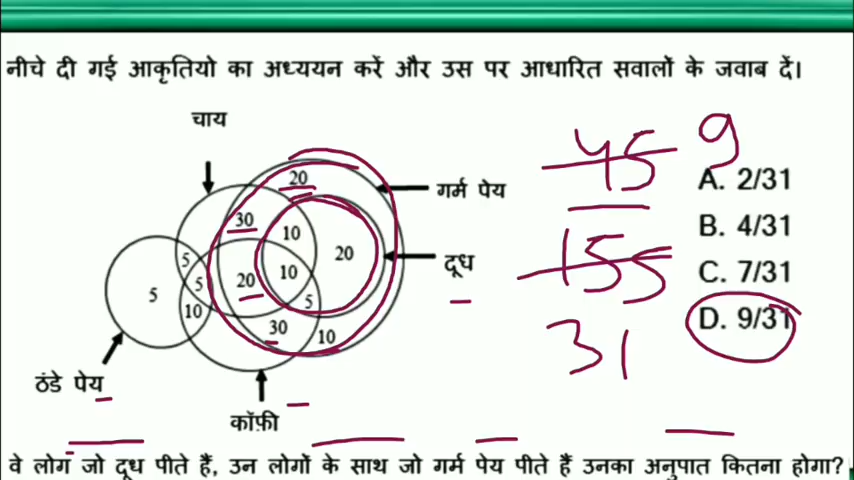 नीचे दी गई आकृतियो का अध्ययन करें और उस पर आधारित सवालों के जवाब दें।
चाय
45 9
20
गर्म पेय
A. 2/31
30
10
B. 4/31
5
20
दूध
155
5
20
10
C. 7/31
5
10
5
30
10
31
D. 9/31
ठंडे पेय
कॉफ़ी
वे लोग जो दूध पीते हैं, उन लोगों के साथ जो गर्म पेय पीते हैं उनका अनुपात कितना होगा?